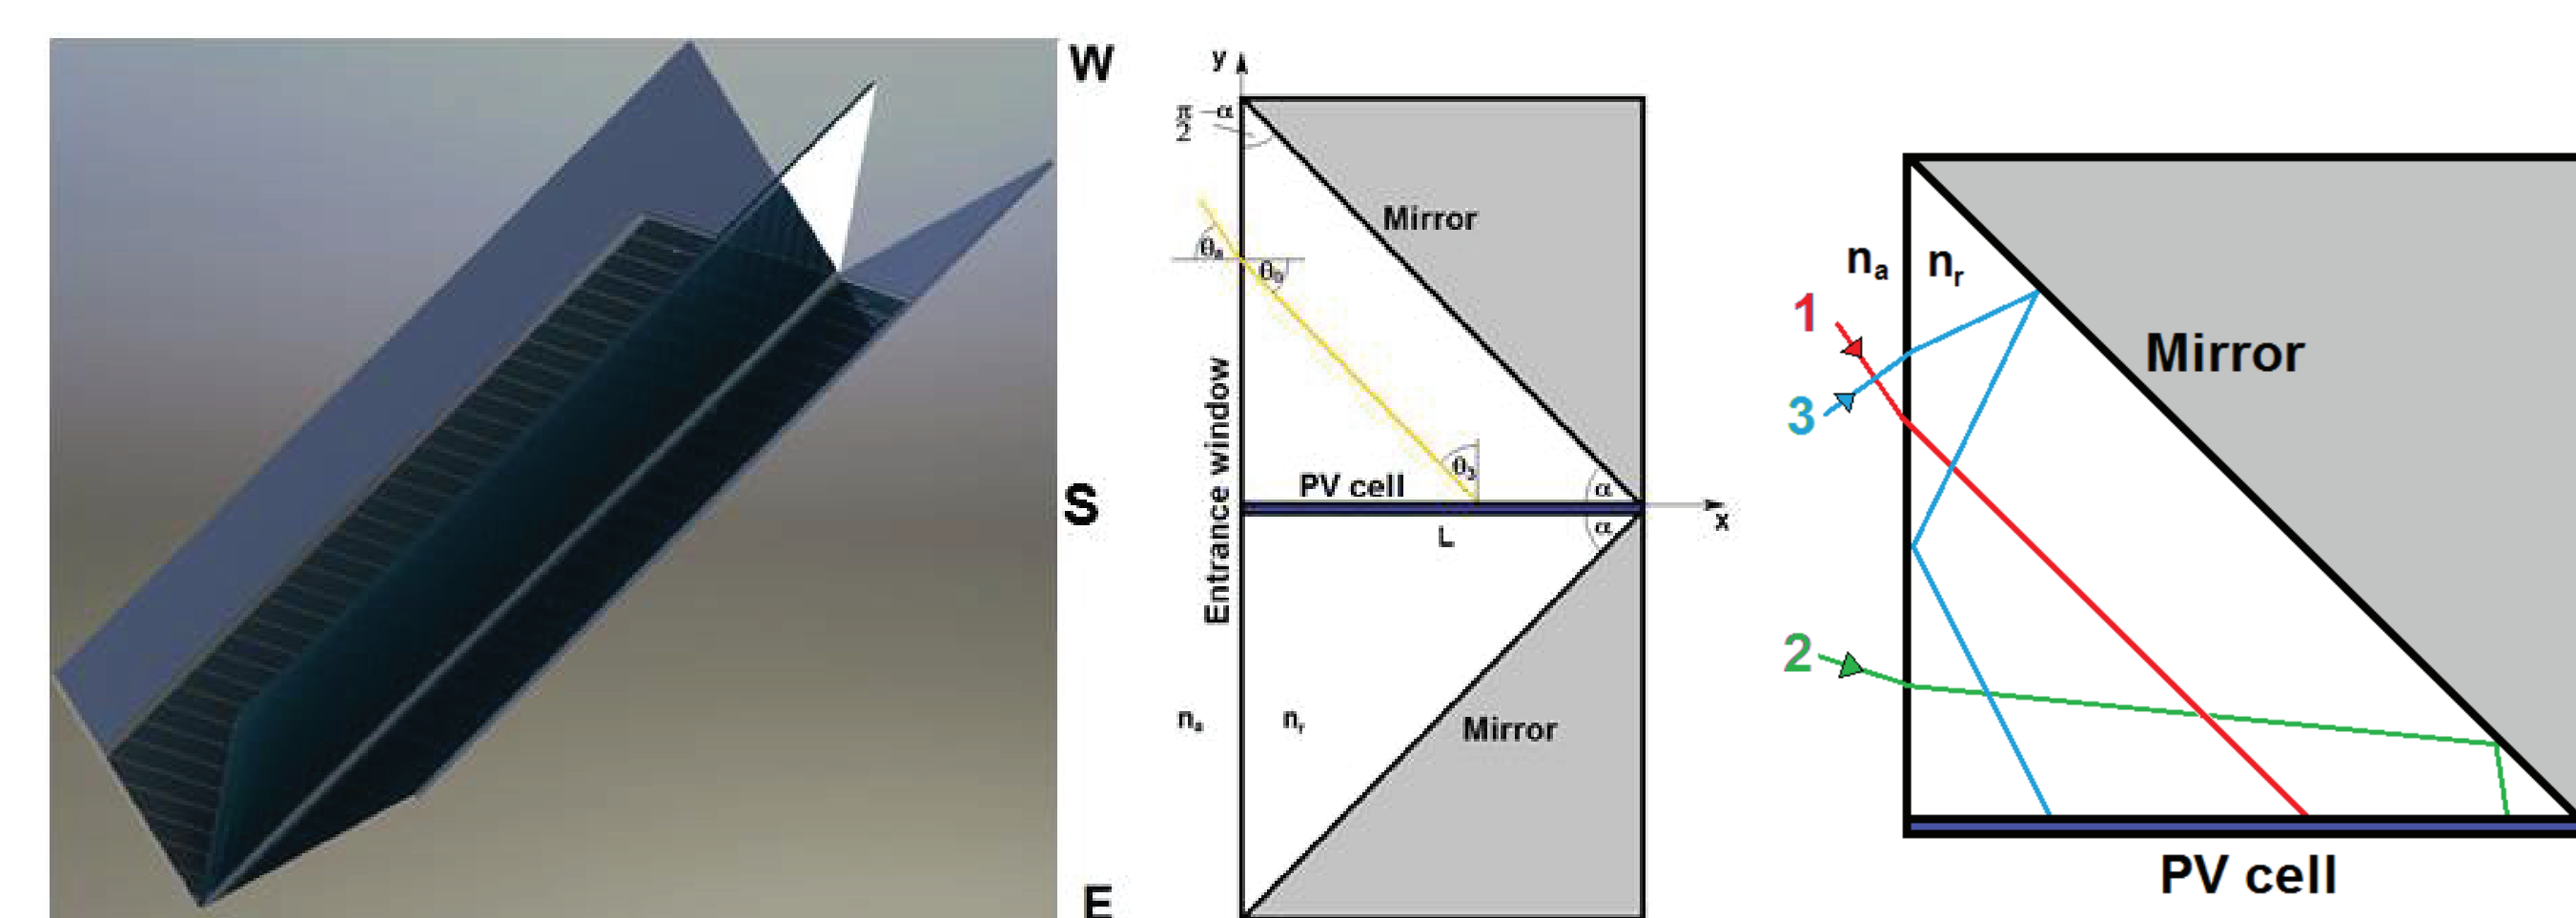 W
S
E
y
π/2 –α
Mirror
θa
θ0
Entrance window
PV cell
θ3
α
x
α
L
na
nr
Mirror
na
nr
1
3
Mirror
2
PV cell